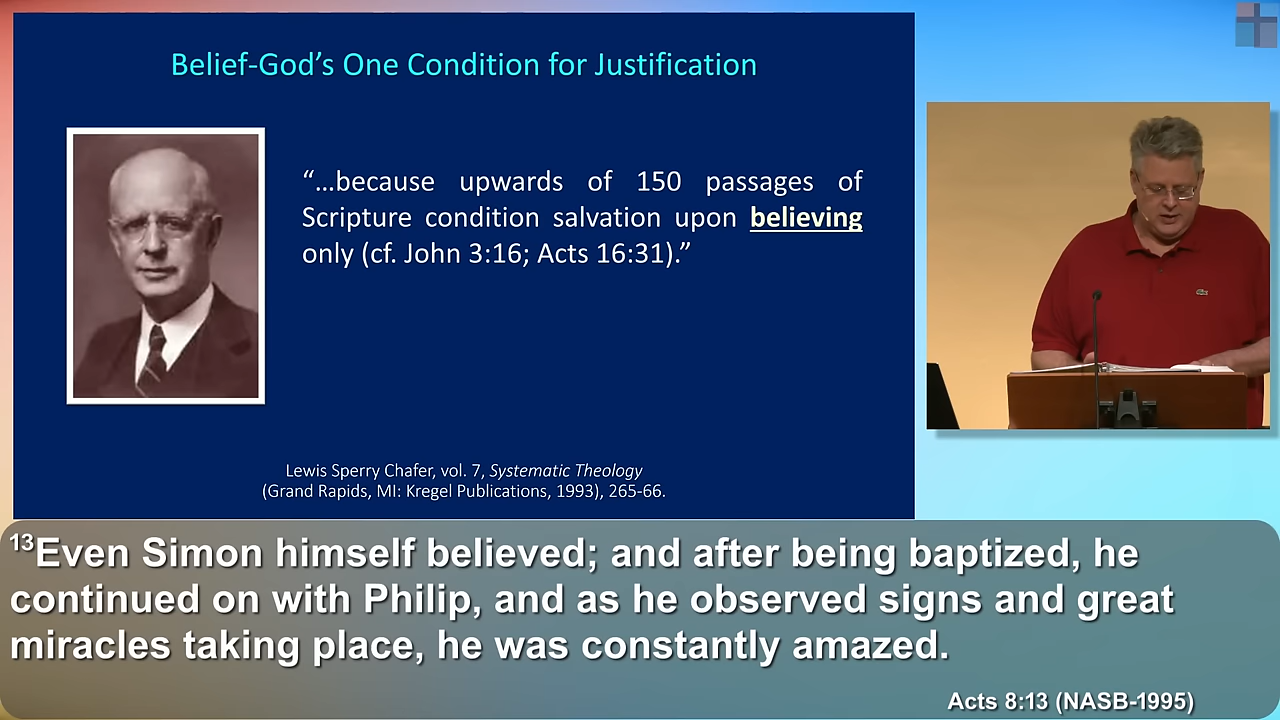 Belief-God’s One Condition for Justification
“…because upwards of 150 passages of
Scripture condition salvation upon believing
only (cf. John 3:16; Acts 16:31).”
Lewis Sperry Chafer, vol. 7, Systematic Theology
(Grand Rapids, MI: Kregel Publications, 1993), 265-66.
13Even Simon himself believed; and after being baptized, he
continued on with Philip, and as he observed signs and great
miracles taking place, he was constantly amazed.
Acts 8:13 (NASB-1995)